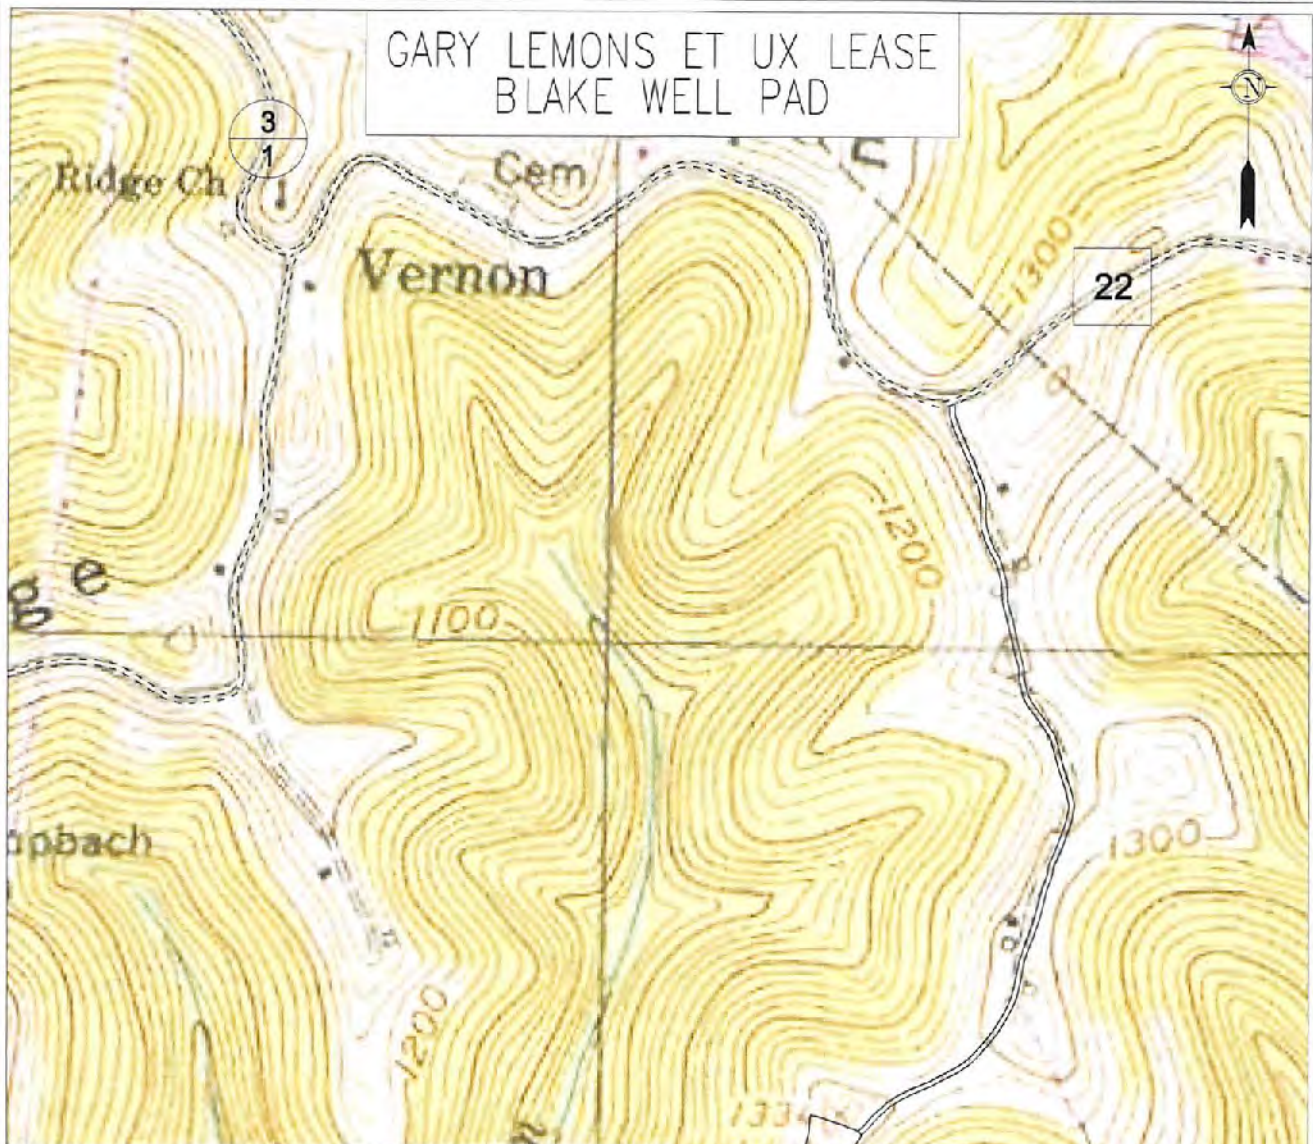 GARY LEMONS ET UX LEASE
BLAKE WELL PAD
N
3
1
Ridge Ch
Cem
Vernon
1300
22
1200
ge
1100
1300
1200